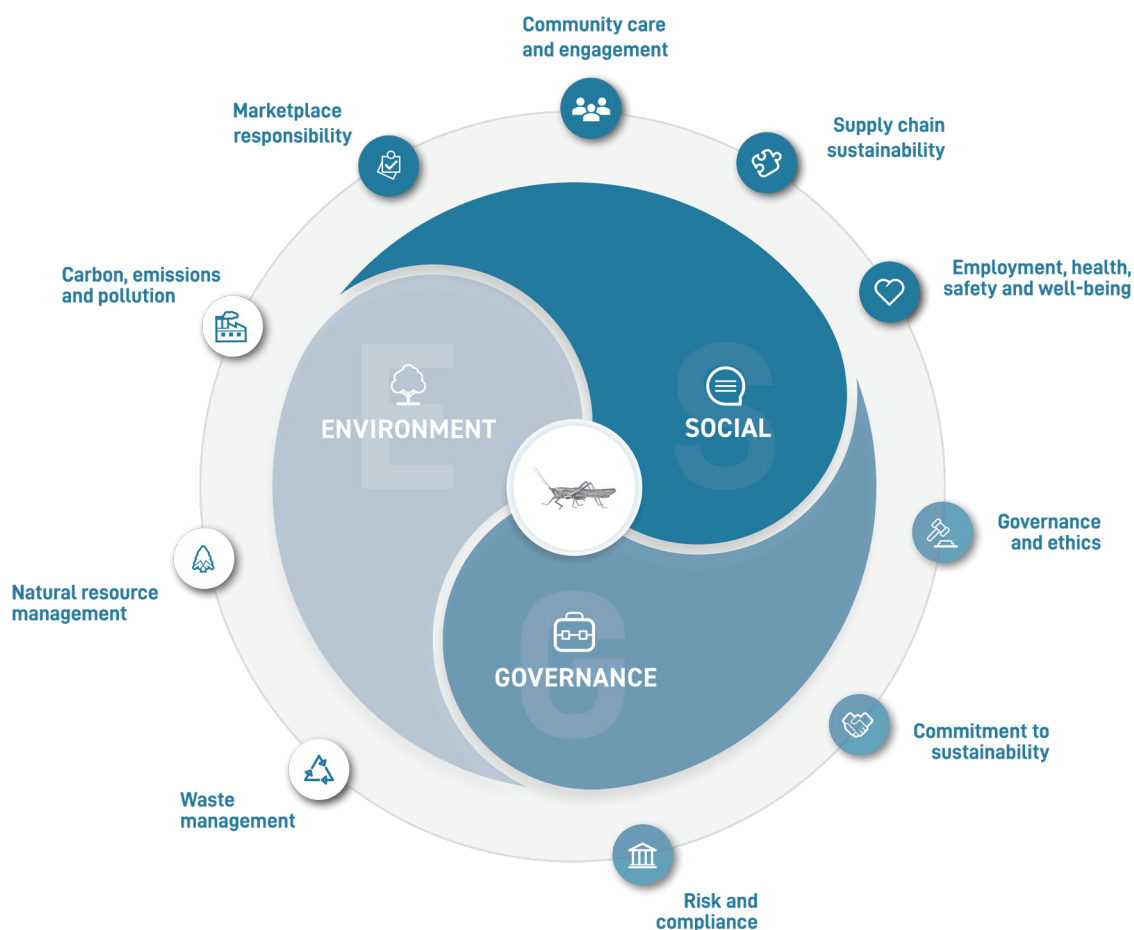 Community care
and engagement
Marketplace
responsibility
Supply chain
sustainability
Carbon, emissions
and pollution
Employment, health,
safety and well-being
E
ENVIRONMENT
S
SOCIAL
Governance
and ethics
Natural resource
management
G
GOVERNANCE
Commitment to
sustainability
Waste
management
Risk and
compliance